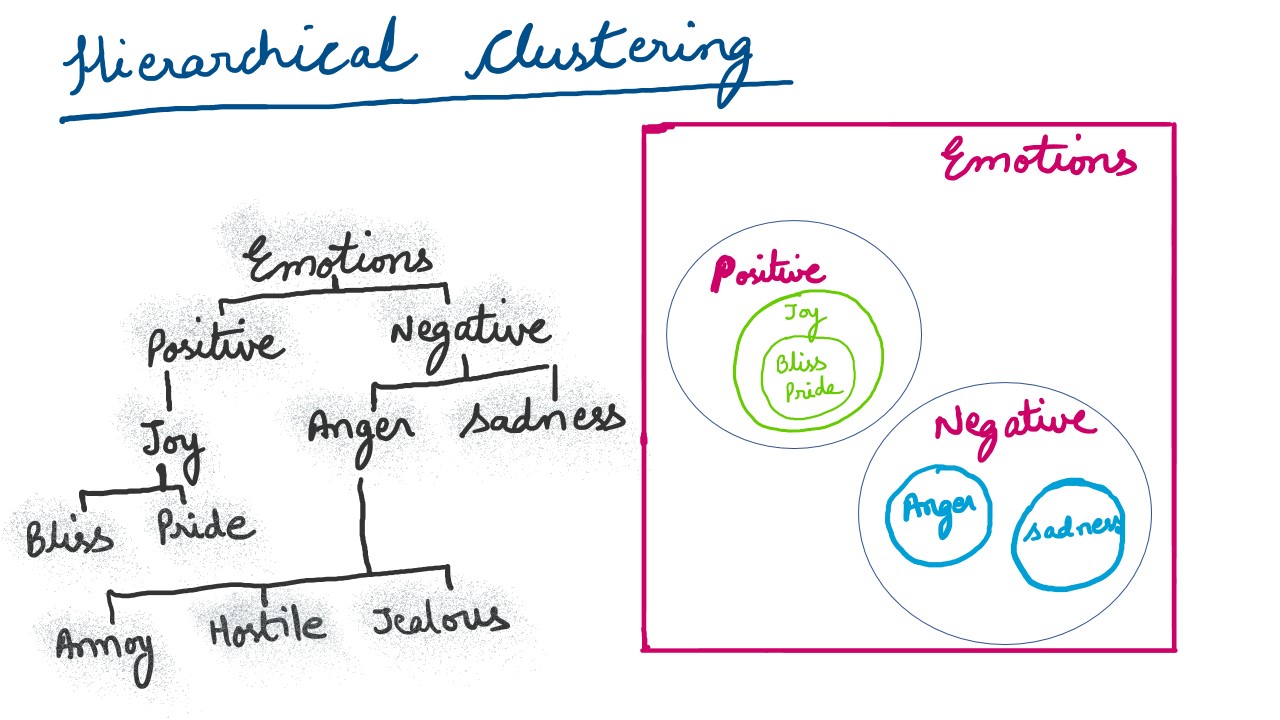 Hierarchical Clustering
Emotions
Positive Negative
Joy Anger Sadness
Bliss Pride
Annoy Hostile Jealous
Emotions
Positive
Joy
Bliss
Pride
Negative
Anger
Sadness